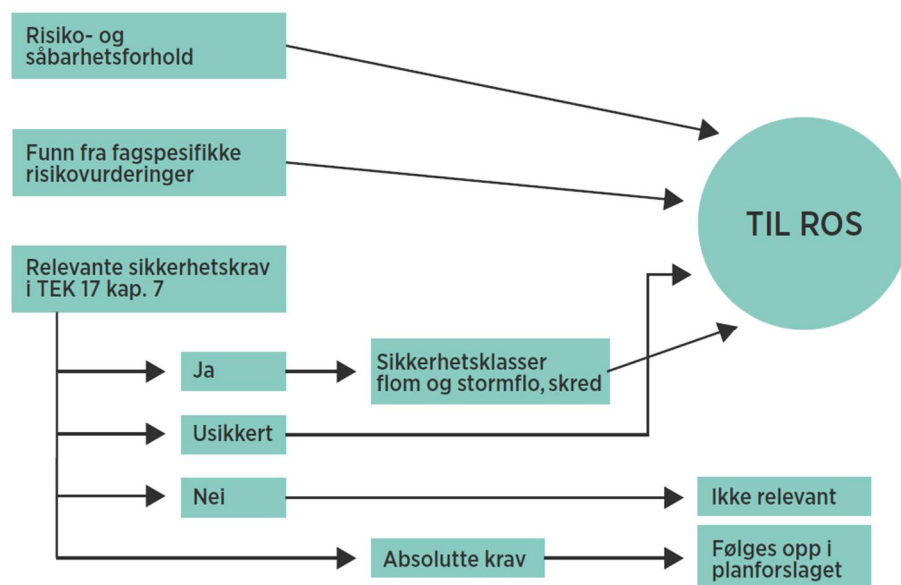 Risiko- og
såbarhetsforhold
Funn fra fagspesifikke
risikovurderinger
TIL ROS
Relevante sikkerhetskrav
i TEK 17 kap. 7
Ja
Sikkerhetsklasser
flom og stormflo, skred
Usikkert
Nei
Ikke relevant
Absolutte krav
Følges opp i
planforslaget